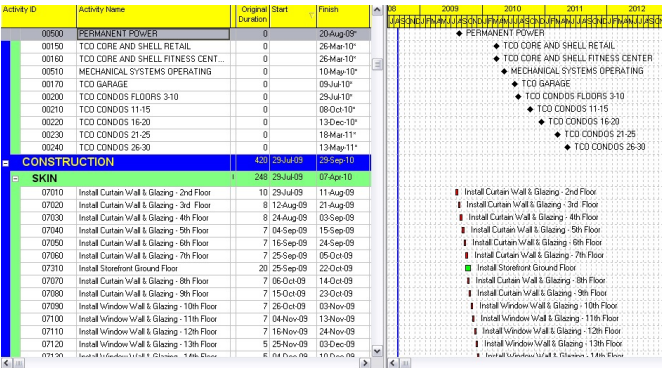 Activity ID Activity Name Original Duration Start Finish 08 2009 2010 2011 2012
00500 PERMANENT POWER 0 20-Aug-09* PERMANENT POWER
00150 TCO CORE AND SHELL RETAIL 0 26-Mar-10* TCO CORE AND SHELL RETAIL
00160 TCO CORE AND SHELL FITNESS CENT... 0 26-Mar-10* TCO CORE AND SHELL FITNESS CENTER
00510 MECHANICAL SYSTEMS OPERATING 0 10-May-10* MECHANICAL SYSTEMS OPERATING
00170 TCO GARAGE 0 09-Jul-10* TCO GARAGE
00200 TCO CONDOS FLOORS 3-10 0 29-Jul-10* TCO CONDOS FLOORS 3-10
00210 TCO CONDOS 11-15 0 08-Oct-10* TCO CONDOS 11-15
00220 TCO CONDOS 16-20 0 13-Dec-10* TCO CONDOS 16-20
00230 TCO CONDOS 21-25 0 18-Mar-11* TCO CONDOS 21-25
00240 TCO CONDOS 26-30 0 13-May-11* TCO CONDOS 26-30
CONSTRUCTION 420 29-Jul-09 29-Sep-10
SKIN 248 29-Jul-09 07-Apr-10
07010 Install Curtain Wall & Glazing - 2nd Floor 10 29-Jul-09 11-Aug-09 Install Curtain Wall & Glazing - 2nd Floor
07020 Install Curtain Wall & Glazing - 3rd Floor 8 12-Aug-09 21-Aug-09 Install Curtain Wall & Glazing - 3rd Floor
07030 Install Curtain Wall & Glazing - 4th Floor 8 24-Aug-09 03-Sep-09 Install Curtain Wall & Glazing - 4th Floor
07040 Install Curtain Wall & Glazing - 5th Floor 7 04-Sep-09 15-Sep-09 Install Curtain Wall & Glazing - 5th Floor
07050 Install Curtain Wall & Glazing - 6th Floor 7 16-Sep-09 24-Sep-09 Install Curtain Wall & Glazing - 6th Floor
07060 Install Curtain Wall & Glazing - 7th Floor 7 25-Sep-09 05-Oct-09 Install Curtain Wall & Glazing - 7th Floor
07310 Install Storefront Ground Floor 20 25-Sep-09 22-Oct-09 Install Storefront Ground Floor
07070 Install Curtain Wall & Glazing - 8th Floor 7 06-Oct-09 14-Oct-09 Install Curtain Wall & Glazing - 8th Floor
07080 Install Curtain Wall & Glazing - 9th Floor 7 15-Oct-09 23-Oct-09 Install Curtain Wall & Glazing - 9th Floor
07090 Install Window Wall & Glazing - 10th Floor 7 26-Oct-09 03-Nov-09 Install Window Wall & Glazing - 10th Floor
07100 Install Window Wall & Glazing - 11th Floor 7 04-Nov-09 13-Nov-09 Install Window Wall & Glazing - 11th Floor
07110 Install Window Wall & Glazing - 12th Floor 7 16-Nov-09 24-Nov-09 Install Window Wall & Glazing - 12th Floor
07120 Install Window Wall & Glazing - 13th Floor 5 25-Nov-09 03-Dec-09 Install Window Wall & Glazing - 13th Floor
07130 Install Window Wall & Glazing - 14th Floor 5 04-Dec-09 10-Dec-09 Install Window Wall & Glazing - 14th Floor